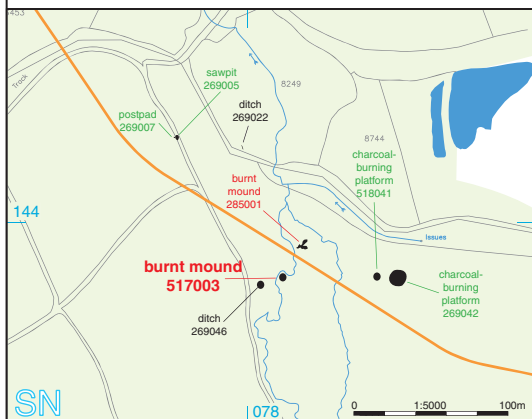 8453
Track
sawpit
269005
8249
postpad
269007
ditch
269022
8744
charcoal-
burning
platform
518041
burnt
mound
285001
144
Issues
burnt mound
517003
charcoal-
burning
platform
269042
ditch
269046
SN
078
0
1:5000
100m